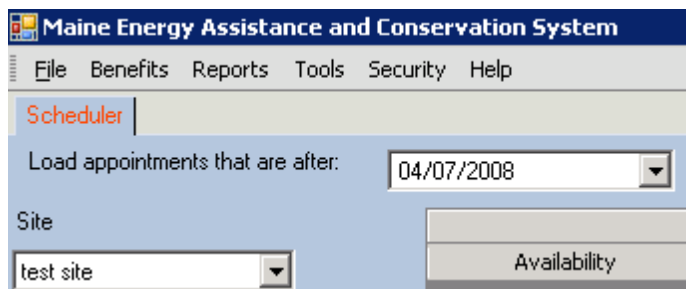 Maine Energy Assistance and Conservation System
File Benefits Reports Tools Security Help
Scheduler
Load appointments that are after: 04/07/2008
Site
Availability
test site